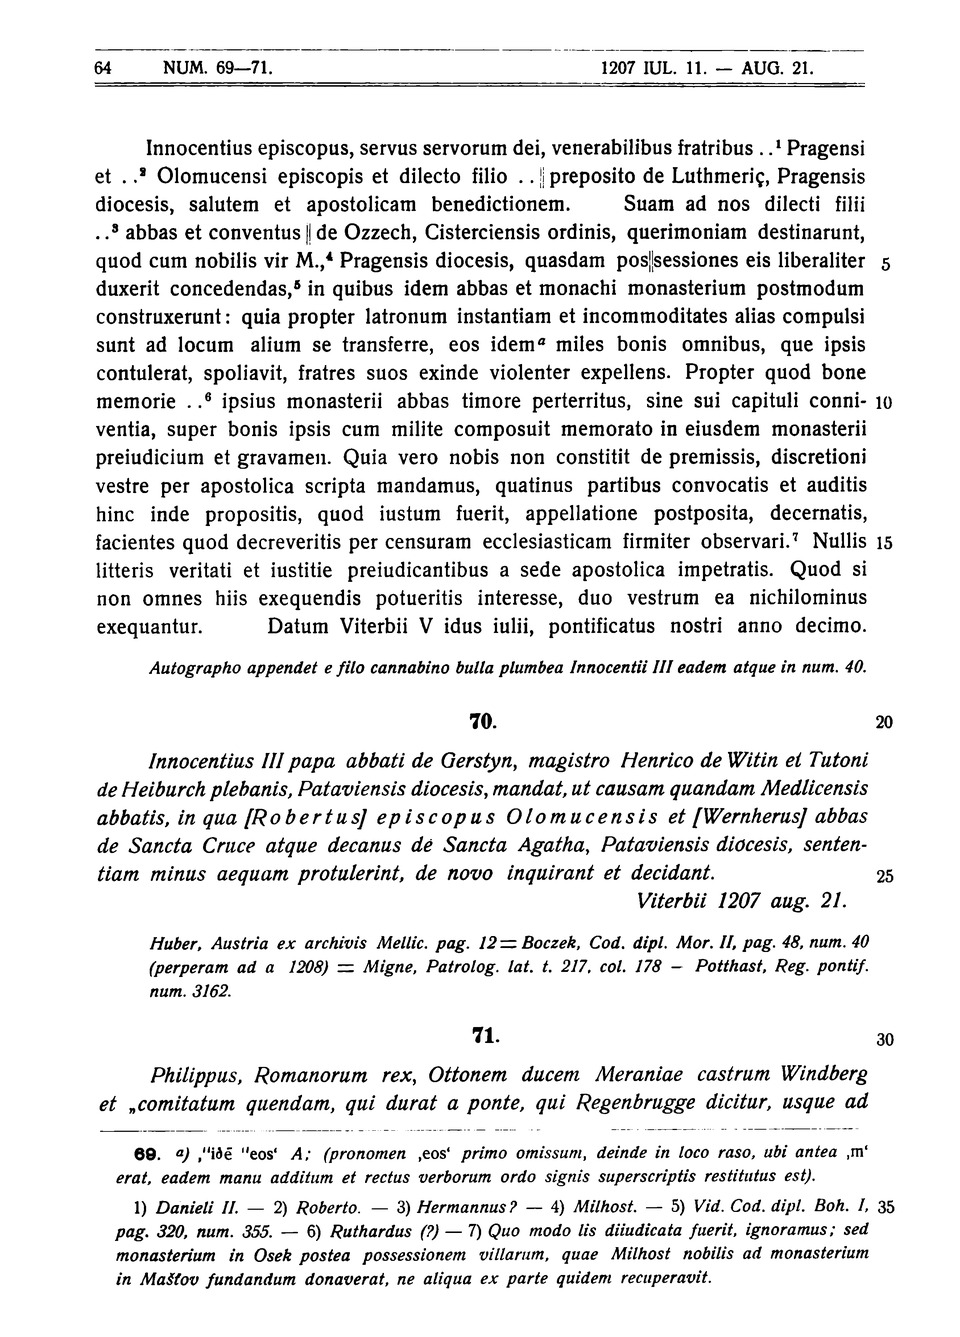 64 NUM. 69—71. 1207 IUL. 11. — AUG. 21.
Innocentius episcopus, servus servorum dei, venerabilibus fratribus ..¹ Pragensi
et ..² Olomucensi episcopis et dilecto filio ..‖ preposito de Luthmeriç, Pragensis
diocesis, salutem et apostolicam benedictionem. Suam ad nos dilecti filii
..³ abbas et conventus‖ de Ozzech, Cisterciensis ordinis, querimoniam destinarunt,
quod cum nobilis vir M.,⁴ Pragensis diocesis, quasdam pos‖sessiones eis liberaliter 5
duxerit concedendas,⁵ in quibus idem abbas et monachi monasterium postmodum
construxerunt: quia propter latronum instantiam et incommoditates alias compulsi
sunt ad locum alium se transferre, eos idemᵃ miles bonis omnibus, que ipsis
contulerat, spoliavit, fratres suos exinde violenter expellens. Propter quod bone
memorie ..⁶ ipsius monasterii abbas timore perterritus, sine sui capituli conni- 10
ventia, super bonis ipsis cum milite composuit memorato in eiusdem monasterii
preiudicium et gravamen. Quia vero nobis non constitit de premissis, discretioni
vestre per apostolica scripta mandamus, quatinus partibus convocatis et auditis
hinc inde propositis, quod iustum fuerit, appellatione postposita, decernatis,
facientes quod decreveritis per censuram ecclesiasticam firmiter observari.⁷ Nullis 15
litteris veritati et iustitie preiudicantibus a sede apostolica impetratis. Quod si
non omnes hiis exequendis potueritis interesse, duo vestrum ea nichilominus
exequantur. Datum Viterbii V idus iulii, pontificatus nostri anno decimo.
Autographo appendet e filo cannabino bulla plumbea Innocentii III eadem atque in num. 40.
70. 20
Innocentius III papa abbati de Gerstyn, magistro Henrico de Witin et Tutoni
de Heiburch plebanis, Pataviensis diocesis, mandat, ut causam quandam Medlicensis
abbatis, in qua [Robertus] episcopus Olomucensis et [Wernherus] abbas
de Sancta Cruce atque decanus de Sancta Agatha, Pataviensis diocesis, senten-
tiam minus aequam protulerint, de novo inquirant et decidant. 25
Viterbii 1207 aug. 21.
Huber, Austria ex archivis Mellic. pag. 12 = Boczek, Cod. dipl. Mor. II, pag. 48, num. 40
(perperam ad a 1208) = Migne, Patrolog. lat. t. 217, col. 178 – Potthast, Reg. pontif.
num. 3162.
71. 30
Philippus, Romanorum rex, Ottonem ducem Meraniae castrum Windberg
et „comitatum quendam, qui durat a ponte, qui Regenbrugge dicitur, usque ad
69. a) ‚"iðē "eos‘ A; (pronomen ‚eos‘ primo omissum, deinde in loco raso, ubi antea ‚m‘
erat, eadem manu additum et rectus verborum ordo signis superscriptis restitutus est).
1) Danieli II. — 2) Roberto. — 3) Hermannus? — 4) Milhost. — 5) Vid. Cod. dipl. Boh. I, 35
pag. 320, num. 355. — 6) Ruthardus (?) — 7) Quo modo lis diiudicata fuerit, ignoramus; sed
monasterium in Osek postea possessionem villarum, quae Milhost nobilis ad monasterium
in Mašťov fundandum donaverat, ne aliqua ex parte quidem recuperavit.